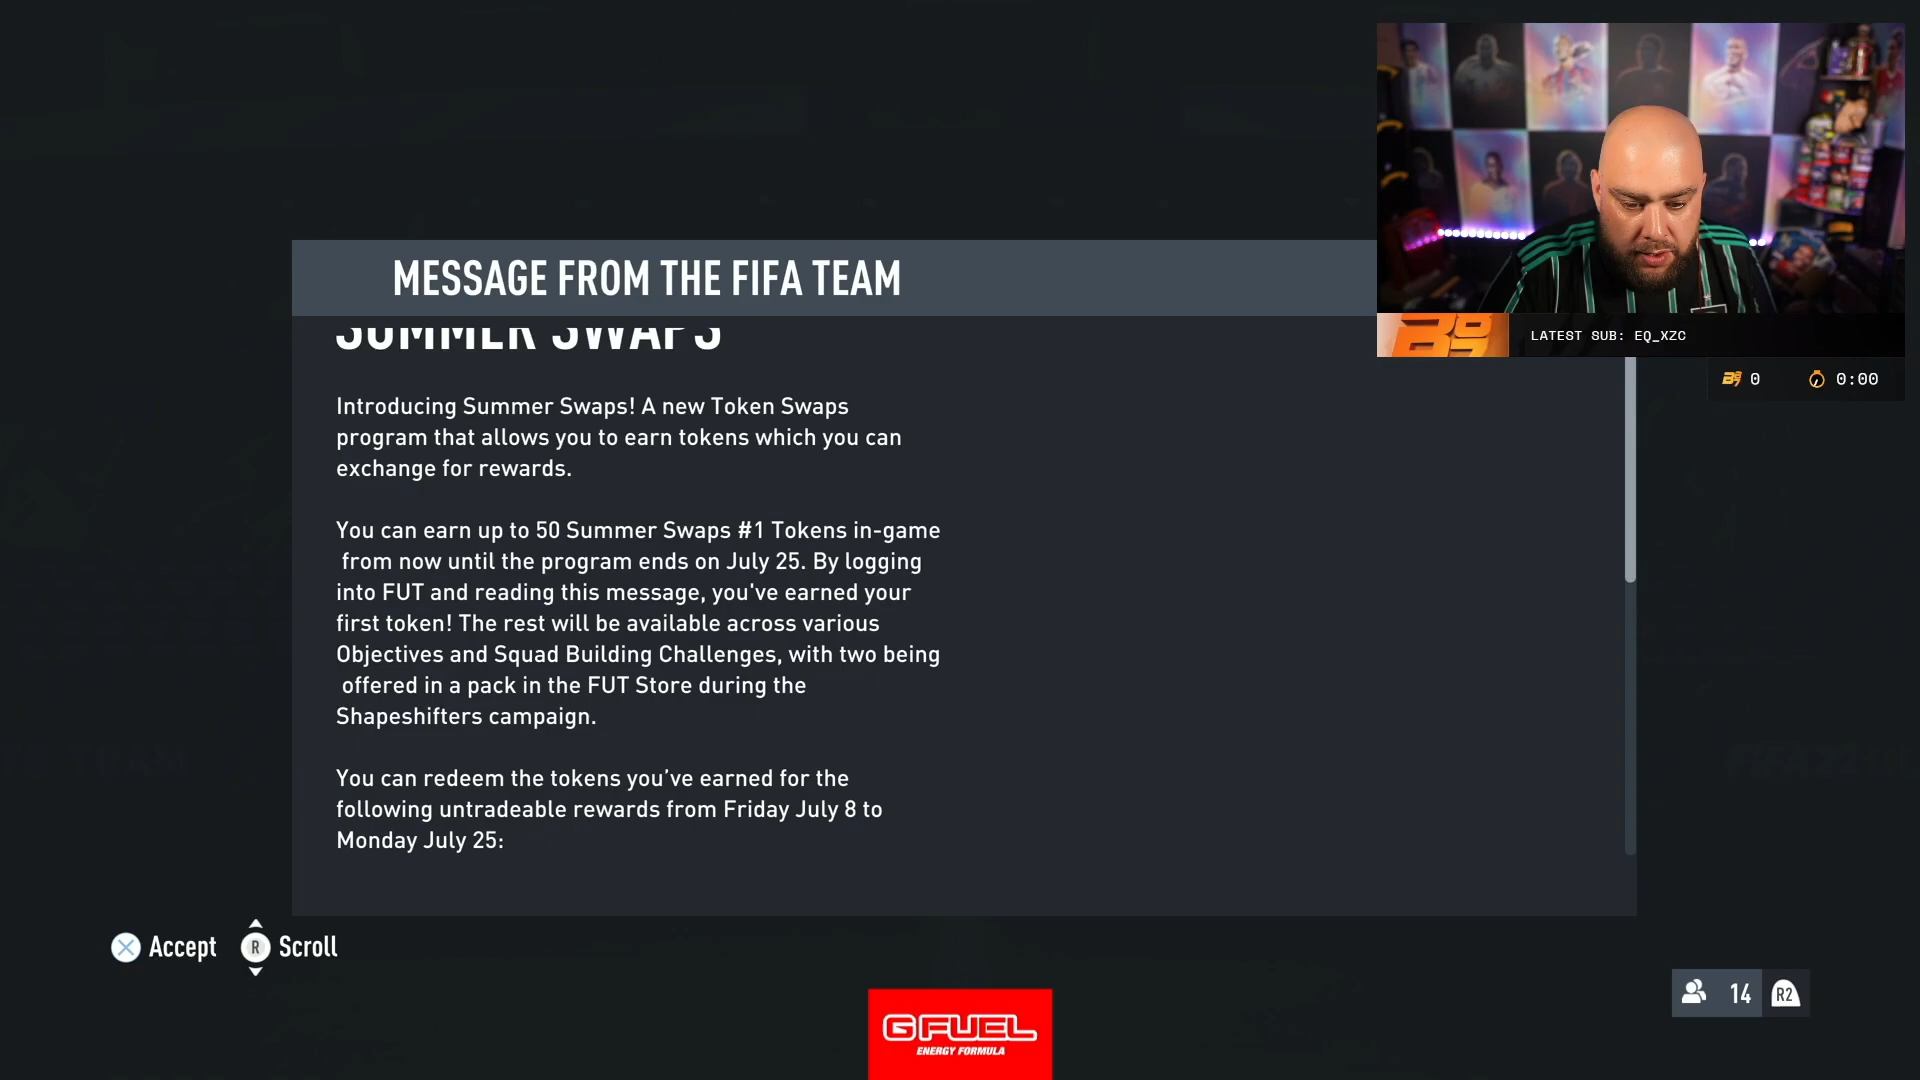 MESSAGE FROM THE FIFA TEAM
SUMMER SWAPS
Introducing Summer Swaps! A new Token Swaps
program that allows you to earn tokens which you can
exchange for rewards.
You can earn up to 50 Summer Swaps #1 Tokens in-game
from now until the program ends on July 25. By logging
into FUT and reading this message, you've earned your
first token! The rest will be available across various
Objectives and Squad Building Challenges, with two being
offered in a pack in the FUT Store during the
Shapeshifters campaign.
You can redeem the tokens you’ve earned for the
following untradeable rewards from Friday July 8 to
Monday July 25:
LATEST SUB: EQ_XZC
0 0:00
Accept R Scroll
14 R2
GFUEL
ENERGY FORMULA